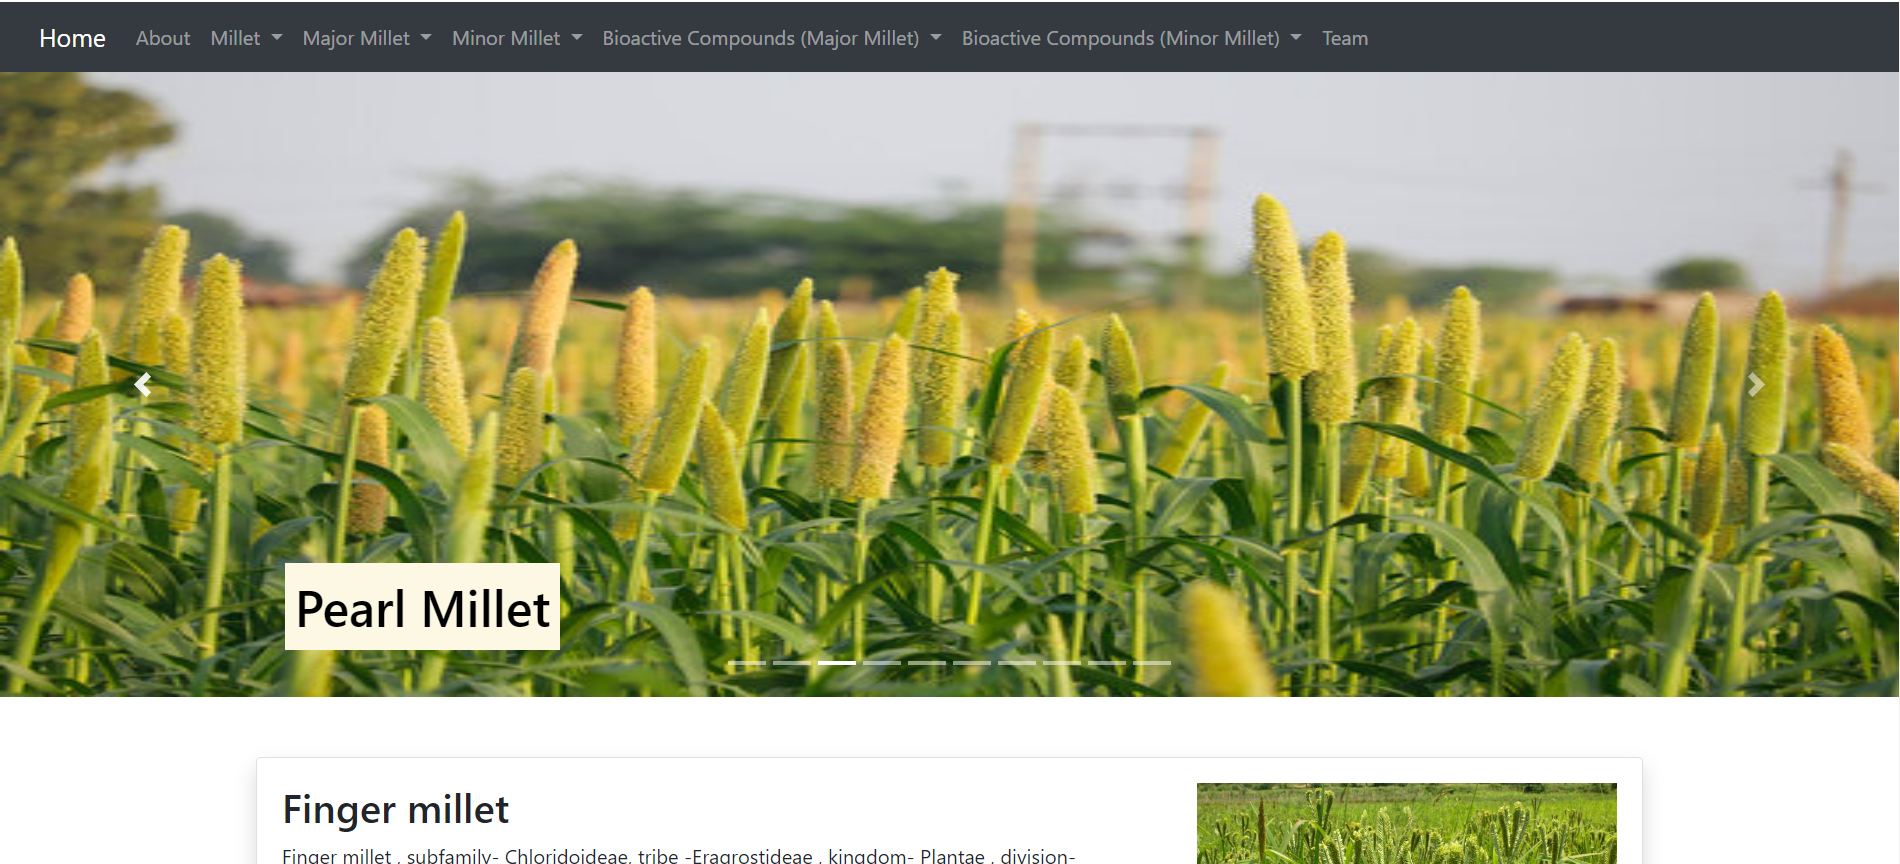 Home About Millet Major Millet Minor Millet Bioactive Compounds (Major Millet) Bioactive Compounds (Minor Millet) Team
Pearl Millet
Finger millet
Finger millet , subfamily- Chloridoideae, tribe -Eragrostideae , kingdom- Plantae , division-